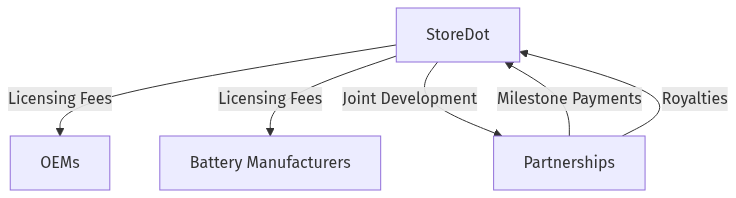 StoreDot
Licensing Fees
Licensing Fees
Joint Development
Milestone Payments
Royalties
OEMs
Battery Manufacturers
Partnerships